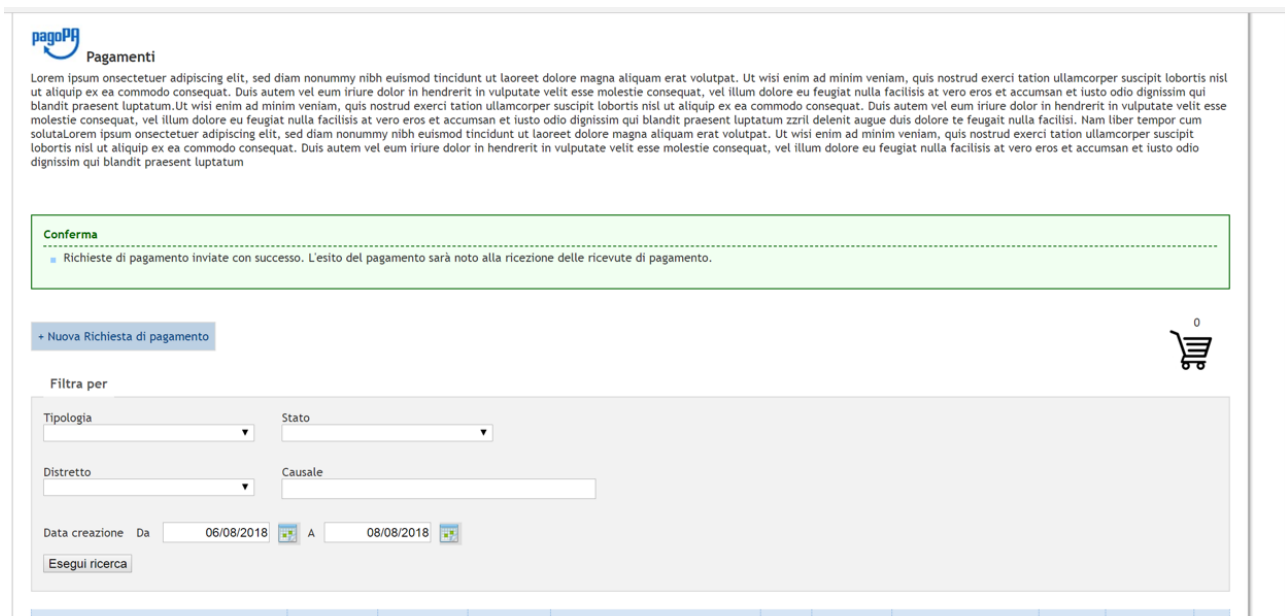 pagoPA
Pagamenti
Lorem ipsum onsectetuer adipiscing elit, sed diam nonummy nibh euismod tincidunt ut laoreet dolore magna aliquam erat volutpat. Ut wisi enim ad minim veniam, quis nostrud exerci tation ullamcorper suscipit lobortis nisl
ut aliquip ex ea commodo consequat. Duis autem vel eum iriure dolor in hendrerit in vulputate velit esse molestie consequat, vel illum dolore eu feugiat nulla facilisis at vero eros et accumsan et iusto odio dignissim qui
blandit praesent luptatum.Ut wisi enim ad minim veniam, quis nostrud exerci tation ullamcorper suscipit lobortis nisl ut aliquip ex ea commodo consequat. Duis autem vel eum iriure dolor in hendrerit in vulputate velit esse
molestie consequat, vel illum dolore eu feugiat nulla facilisis at vero eros et accumsan et iusto odio dignissim qui blandit praesent luptatum zzril delenit augue duis dolore te feugait nulla facilisi. Nam liber tempor cum
solutaLorem ipsum onsectetuer adipiscing elit, sed diam nonummy nibh euismod tincidunt ut laoreet dolore magna aliquam erat volutpat. Ut wisi enim ad minim veniam, quis nostrud exerci tation ullamcorper suscipit
lobortis nisl ut aliquip ex ea commodo consequat. Duis autem vel eum iriure dolor in hendrerit in vulputate velit esse molestie consequat, vel illum dolore eu feugiat nulla facilisis at vero eros et accumsan et iusto odio
dignissim qui blandit praesent luptatum
Conferma
Richieste di pagamento inviate con successo. L'esito del pagamento sarà noto alla ricezione delle ricevute di pagamento.
+ Nuova Richiesta di pagamento
0
Filtra per
Tipologia Stato
Distretto Causale
Data creazione Da 06/08/2018 A 08/08/2018
Esegui ricerca